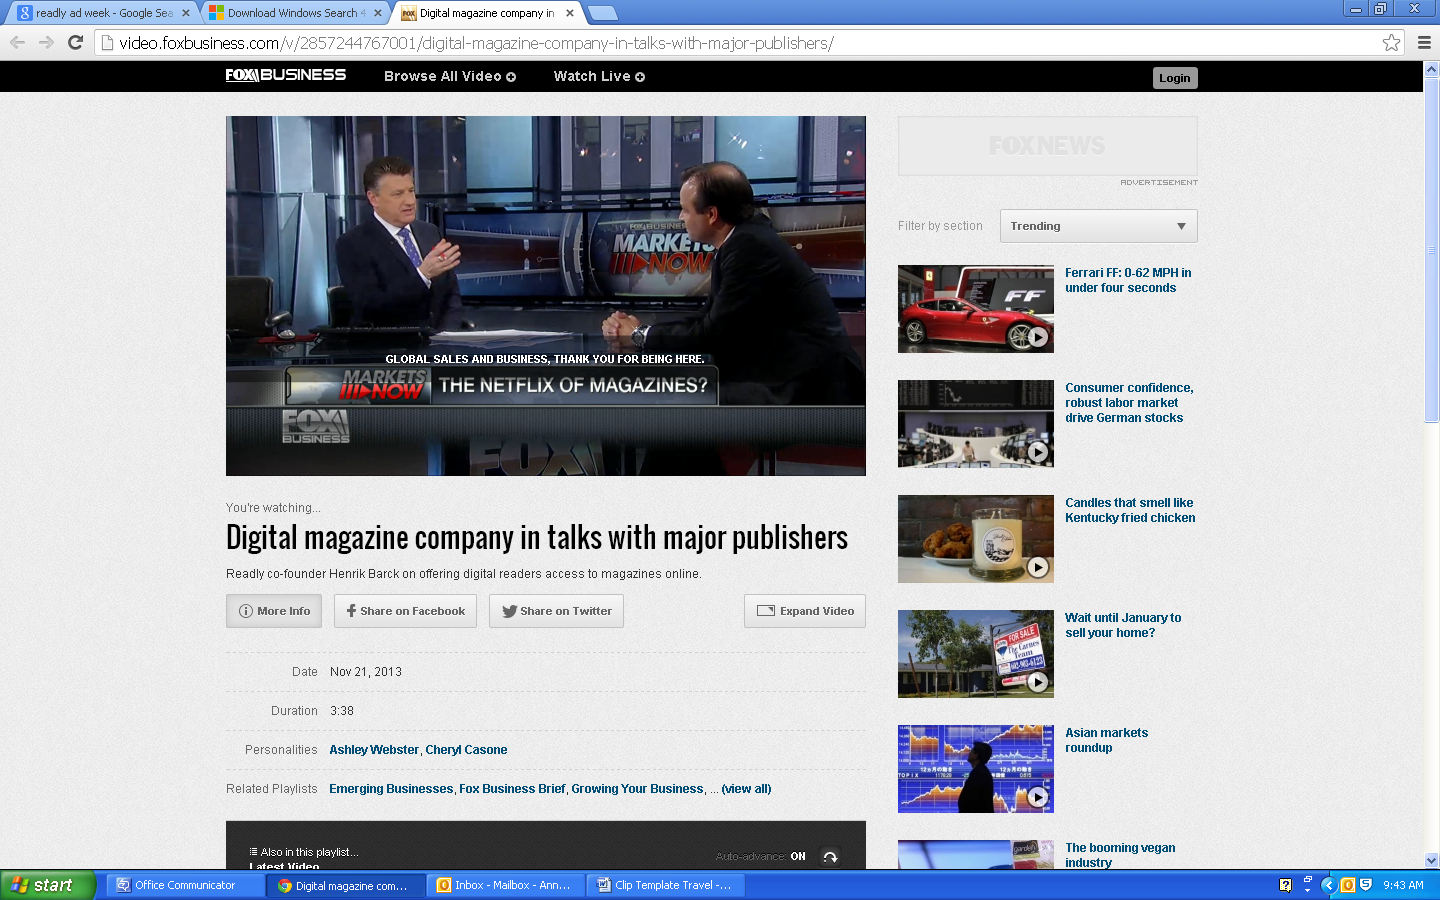 readly ad week - Google Sea
Download Windows Search 4
Digital magazine company in
video.foxbusiness.com/v/2857244767001/digital-magazine-company-in-talks-with-major-publishers/
FOX BUSINESS
Browse All Video
Watch Live
Login
FOX NEWS
ADVERTISEMENT
Filter by section
Trending
FOX BUSINESS
MARKETS NOW
GLOBAL SALES AND BUSINESS, THANK YOU FOR BEING HERE.
MARKETS NOW
THE NETFLIX OF MAGAZINES?
FOX BUSINESS
FOX
You're watching...
Digital magazine company in talks with major publishers
Readly co-founder Henrik Barck on offering digital readers access to magazines online.
More Info
Share on Facebook
Share on Twitter
Expand Video
Date Nov 21, 2013
Duration 3:38
Personalities Ashley Webster, Cheryl Casone
Related Playlists Emerging Businesses, Fox Business Brief, Growing Your Business, ... (view all)
Also in this playlist...
Latest Video
Auto-advance: ON
FF
Ferrari FF: 0-62 MPH in
under four seconds
Consumer confidence,
robust labor market
drive German stocks
Candles that smell like
Kentucky fried chicken
FOR SALE
The Carnes
Team
Wait until January to
sell your home?
TOPIX
Asian markets
roundup
garden
The booming vegan
industry
start
Office Communicator
Digital magazine com...
Inbox - Mailbox - Ann...
Clip Template Travel -...
9:43 AM